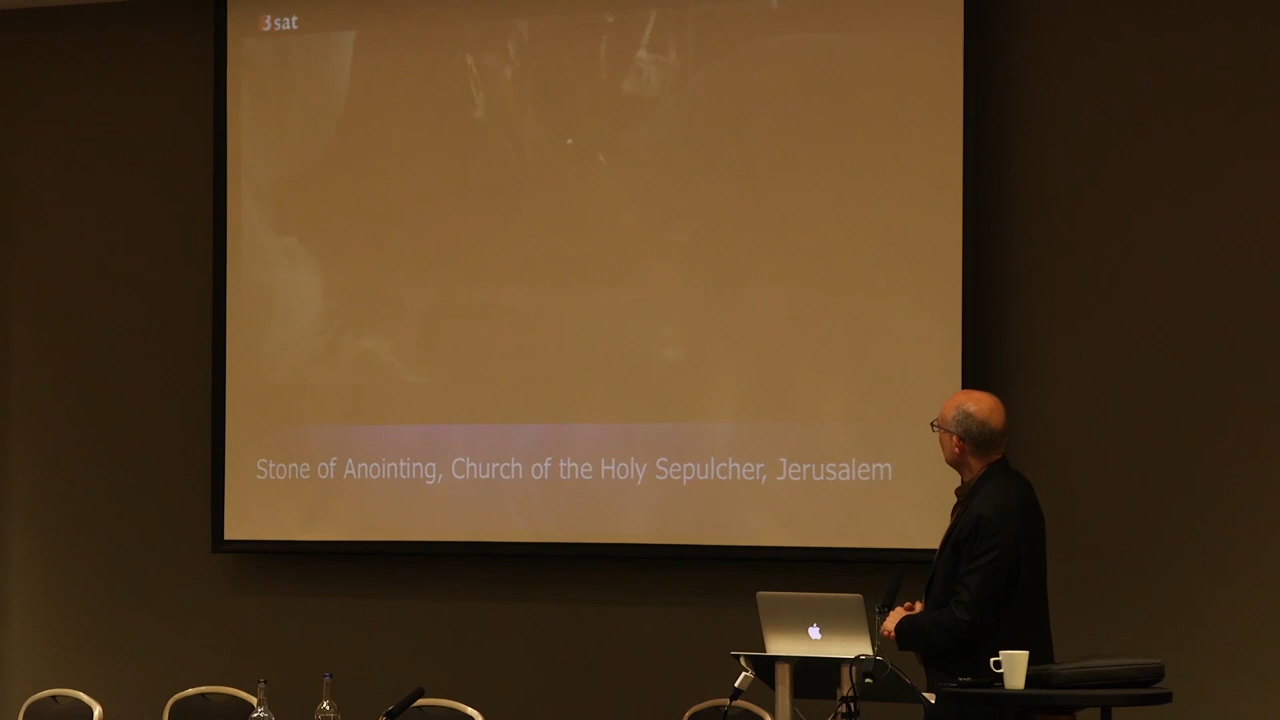 3sat
Stone of Anointing, Church of the Holy Sepulcher, Jerusalem